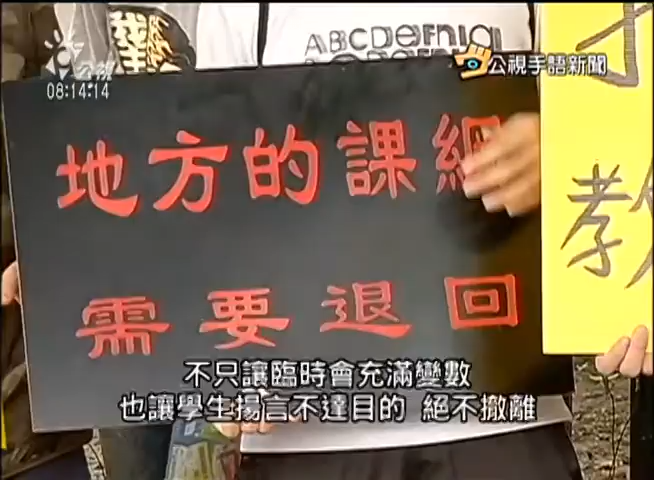 ABCDEFNIG
公視
08:14:14
公視手語新聞
地方的課綱
需要退回
教
不只讓臨時會充滿變數
也讓學生揚言不達目的 絕不撤離